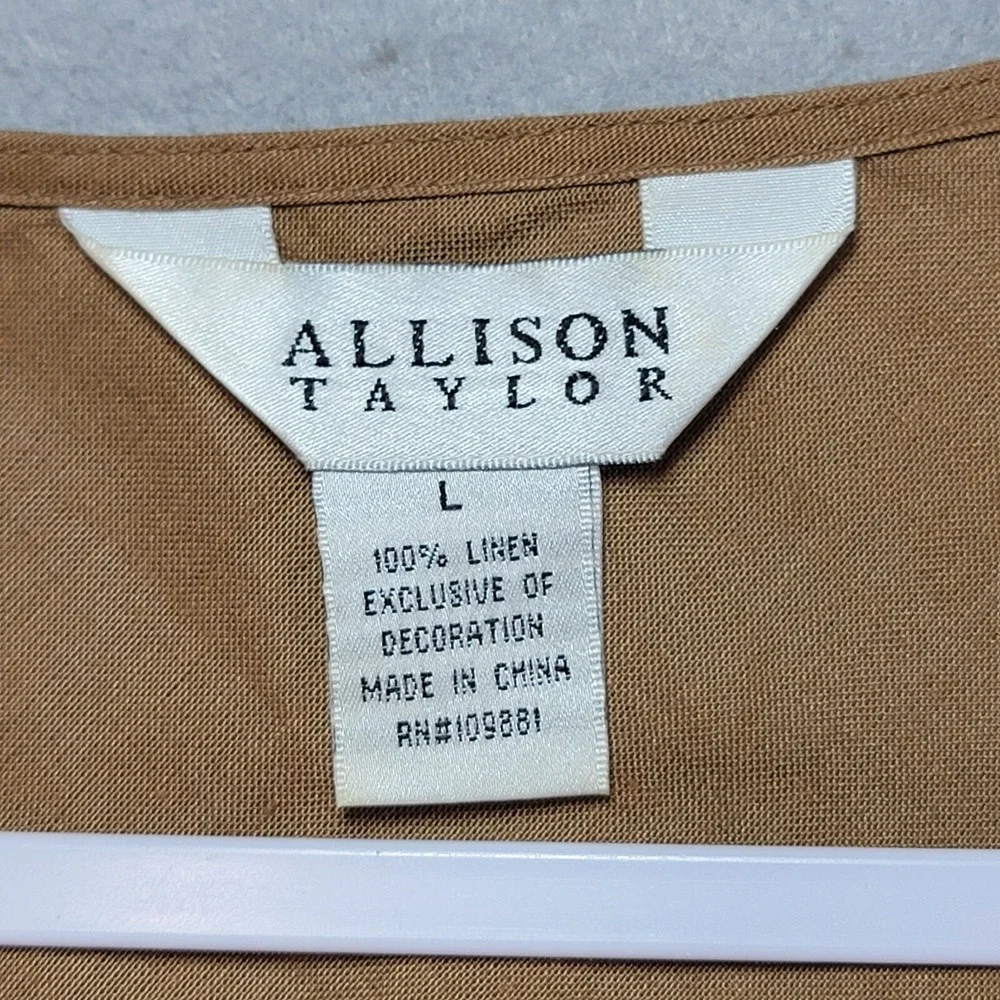 ALLISON
TAYLOR
L
100% LINEN
EXCLUSIVE OF
DECORATION
MADE IN CHINA
RN#109881